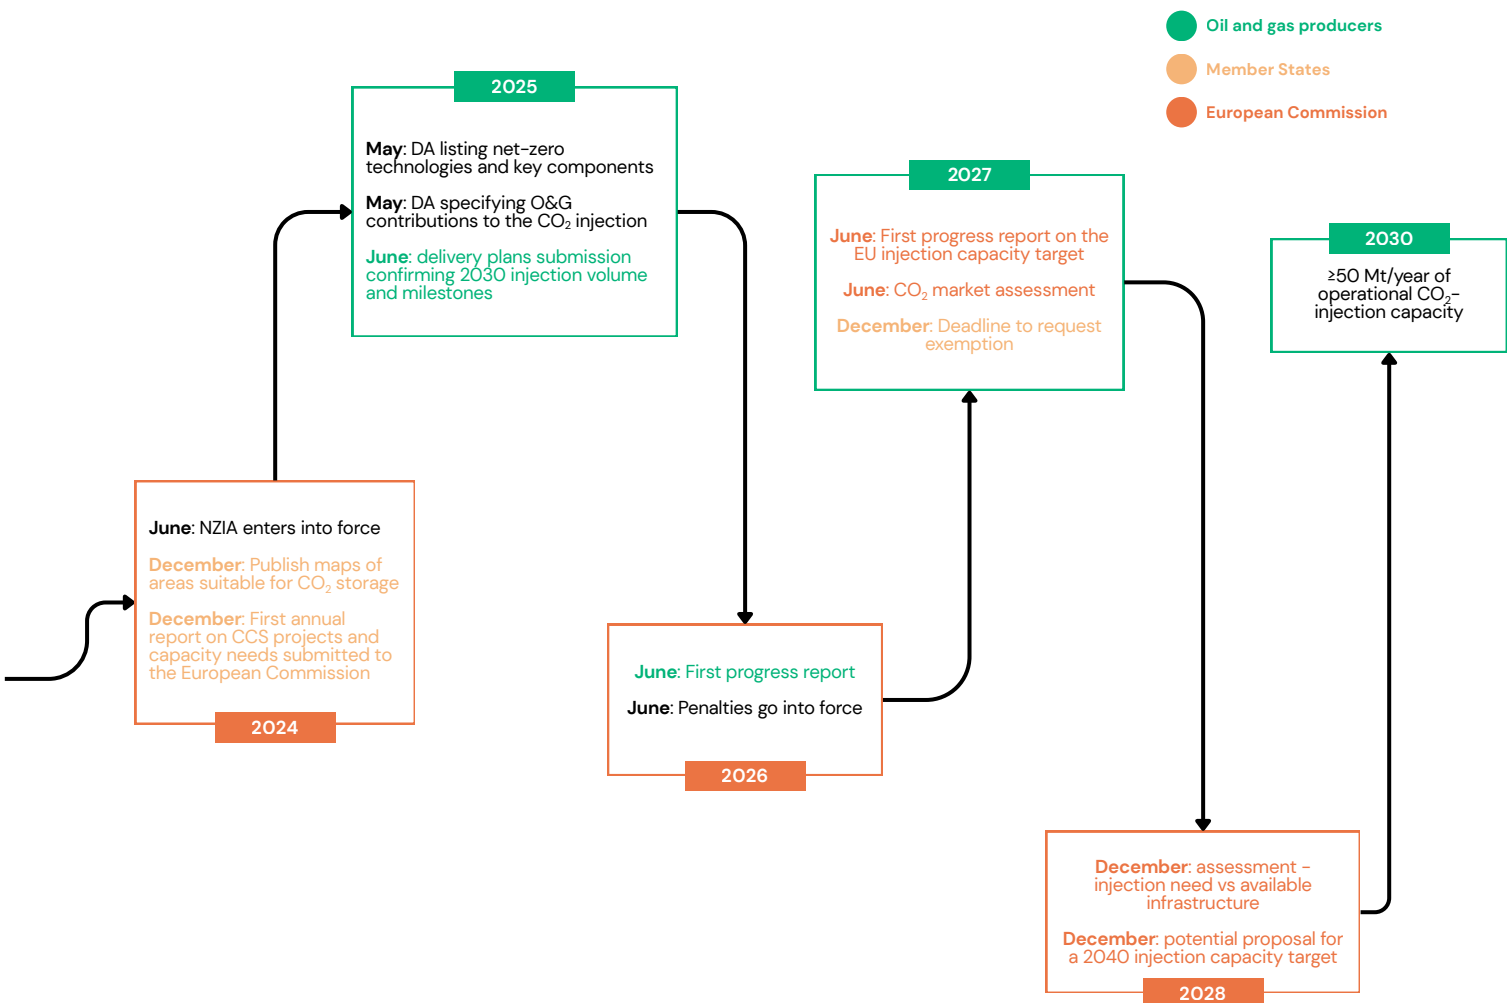 Oil and gas producers
Member States
European Commission
2024
June: NZIA enters into force
December: Publish maps of
areas suitable for CO₂ storage
December: First annual
report on CCS projects and
capacity needs submitted to
the European Commission
2025
May: DA listing net-zero
technologies and key components
May: DA specifying O&G
contributions to the CO₂ injection
June: delivery plans submission
confirming 2030 injection volume
and milestones
2026
June: First progress report
June: Penalties go into force
2027
June: First progress report on the
EU injection capacity target
June: CO₂ market assessment
December: Deadline to request
exemption
2028
December: assessment -
injection need vs available
infrastructure
December: potential proposal for
a 2040 injection capacity target
2030
≥50 Mt/year of
operational CO₂-
injection capacity